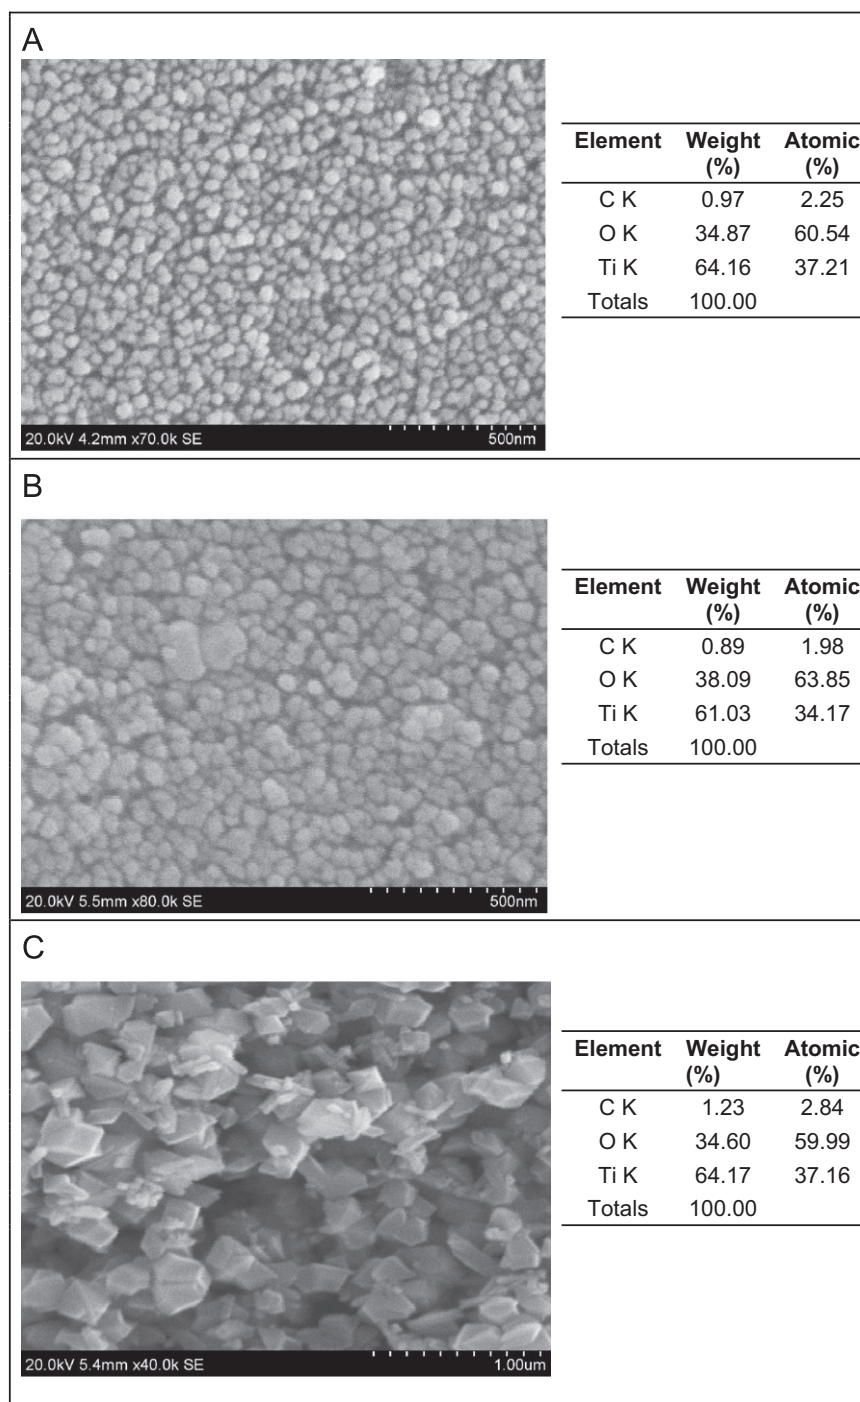 A
Element Weight (%) Atomic (%)
C K 0.97 2.25
O K 34.87 60.54
Ti K 64.16 37.21
Totals 100.00
20.0kV 4.2mm x70.0k SE 500nm
B
Element Weight (%) Atomic (%)
C K 0.89 1.98
O K 38.09 63.85
Ti K 61.03 34.17
Totals 100.00
20.0kV 5.5mm x80.0k SE 500nm
C
Element Weight (%) Atomic (%)
C K 1.23 2.84
O K 34.60 59.99
Ti K 64.17 37.16
Totals 100.00
20.0kV 5.4mm x40.0k SE 1.00um